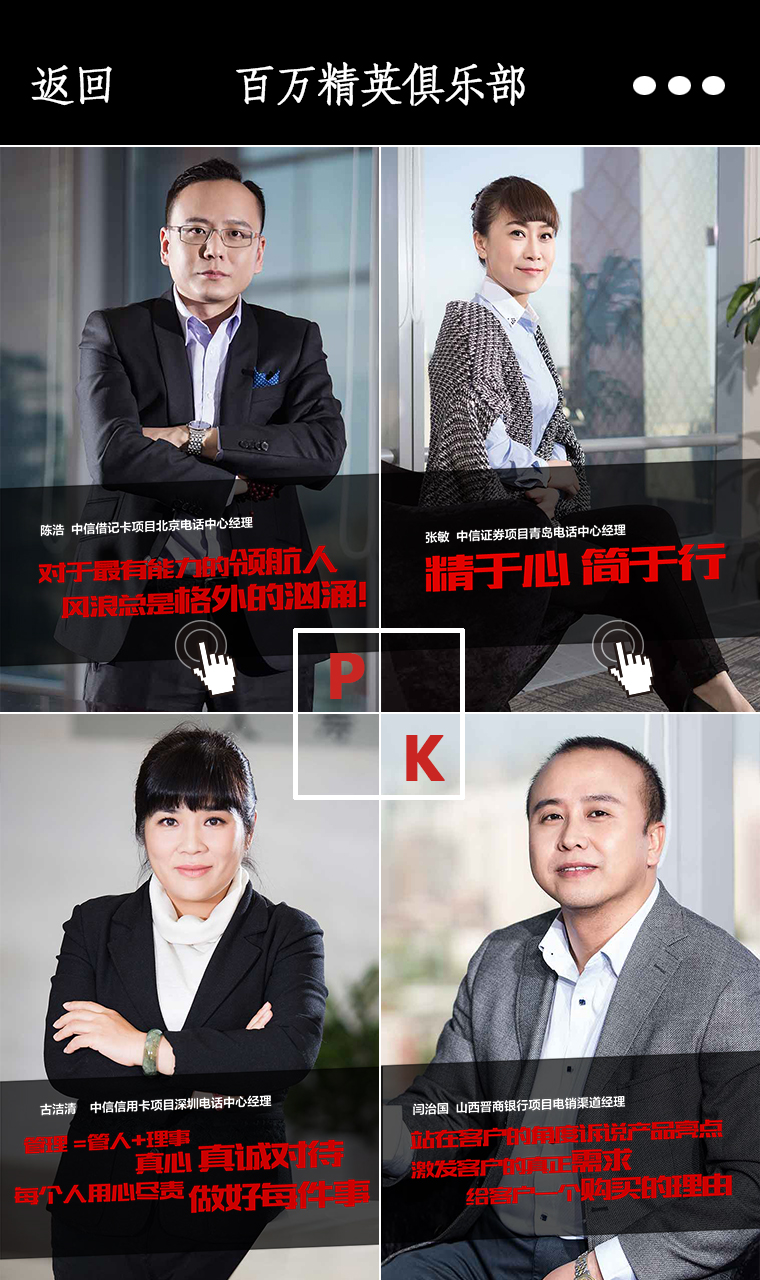 返回
百万精英俱乐部
陈浩 中信借记卡项目北京电话中心经理
对于最有能力的领航人
风浪总是格外的汹涌!
张敏 中信证券项目青岛电话中心经理
精于心 简于行
P
K
古洁清 中信信用卡项目深圳电话中心经理
管理=管人+理事
真心 真诚对待
每个人用心尽责 做好每件事
闫治国 山西晋商银行项目电销渠道经理
站在客户的角度诉说产品亮点
激发客户的真正需求
给客户一个购买的理由